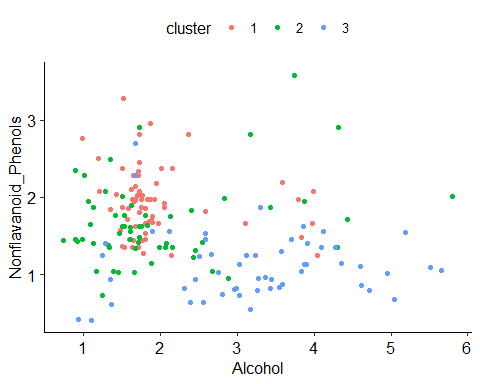 cluster 1 2 3
Nonflavanoid_Phenols
3
2
1
1 2 3 4 5 6
Alcohol